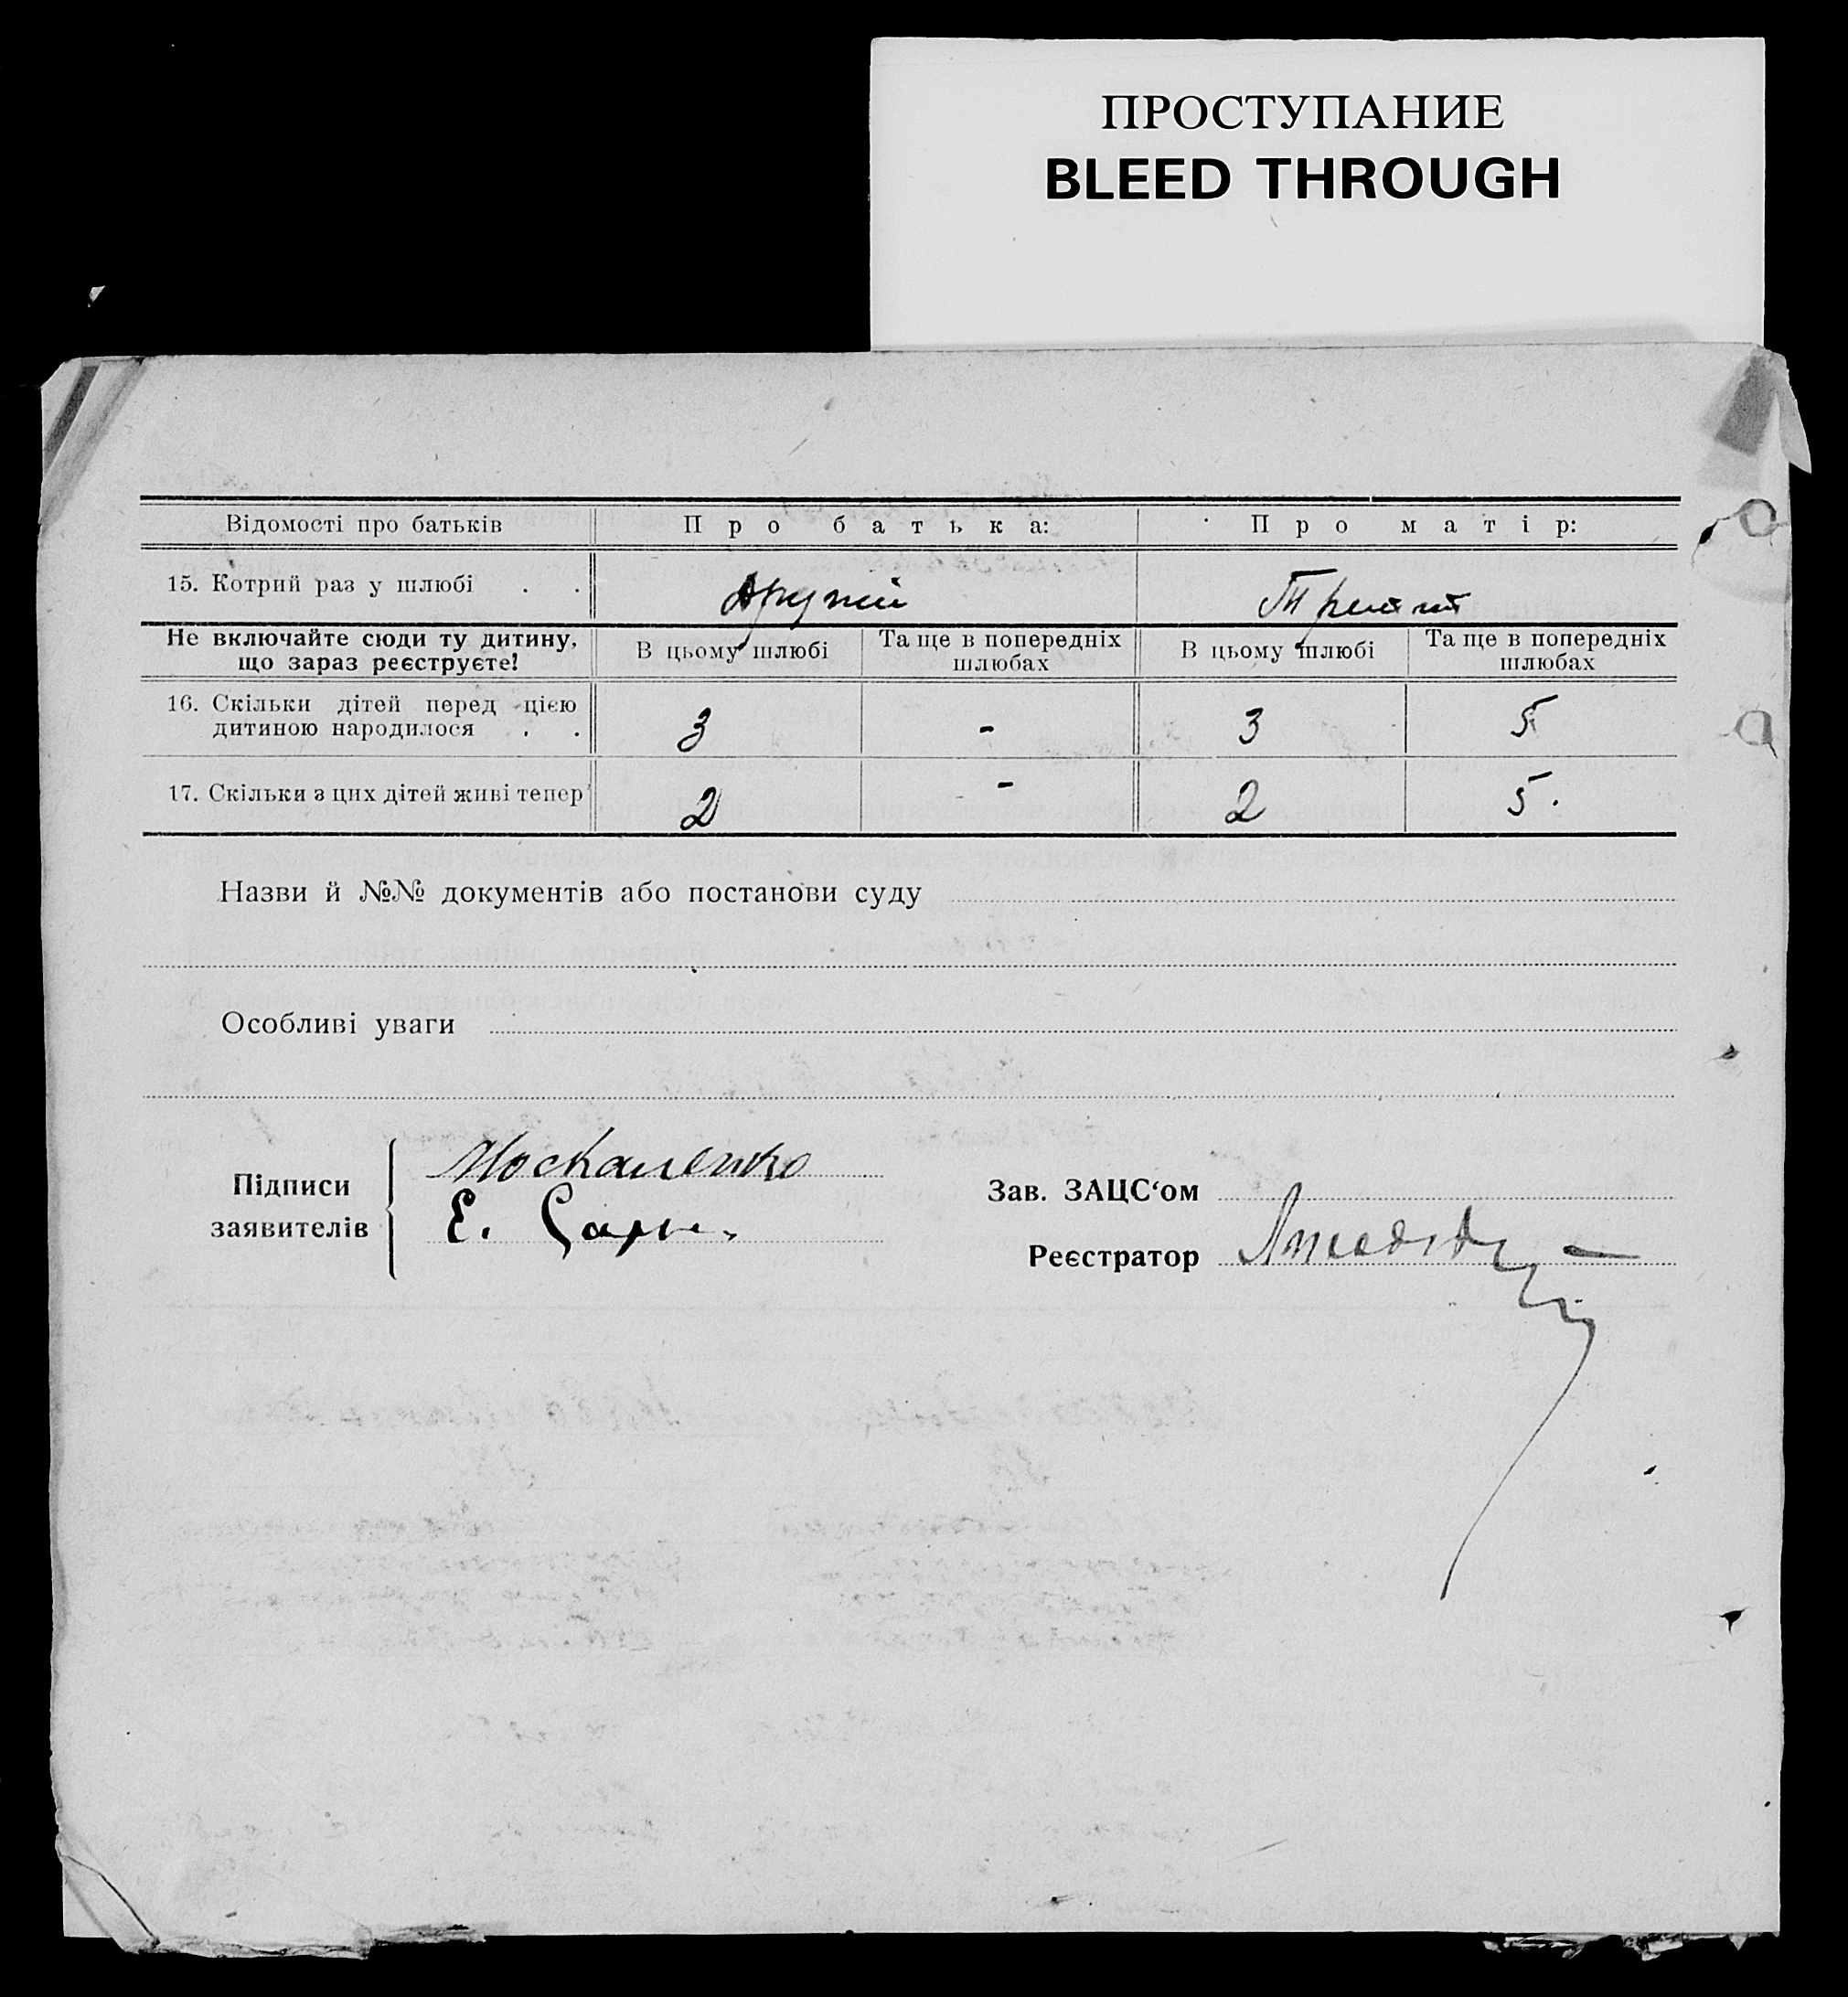 ПРОСТУПАНИЕ
BLEED THROUGH
Відомості про батьків Про батька: Про матір:
15. Котрий раз у шлюбі . .
Не включайте сюди ту дитину, що зараз реєструєте! В цьому шлюбі Та ще в попередніх шлюбах В цьому шлюбі Та ще в попередніх шлюбах
16. Скільки дітей перед цією
дитиною народилося . . 3 - 3 5
17. Скільки з цих дітей живі тепер 2 - 2 5.
Назви й №№ документів або постанови суду
Особливі уваги
Підписи
заявителів
Москаленко
Е.
Зав. ЗАЦС‘ом
Реєстратор